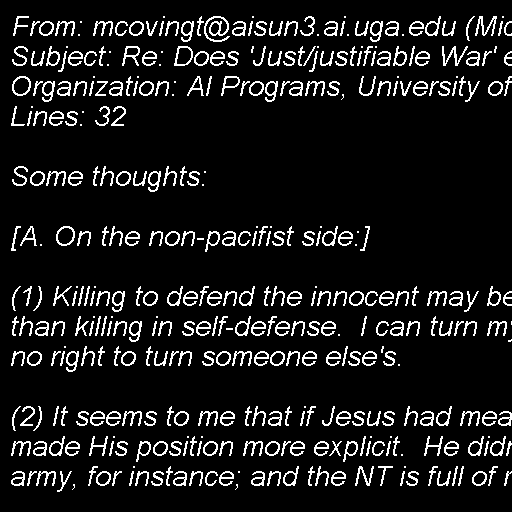 From: mcovingt@aisun3.ai.uga.edu (Mic
Subject: Re: Does 'Just/justifiable War' e
Organization: AI Programs, University of
Lines: 32

Some thoughts:

[A. On the non-pacifist side:]

(1) Killing to defend the innocent may be
than killing in self-defense.  I can turn my
no right to turn someone else's.

(2) It seems to me that if Jesus had mea
made His position more explicit.  He didn
army, for instance; and the NT is full of